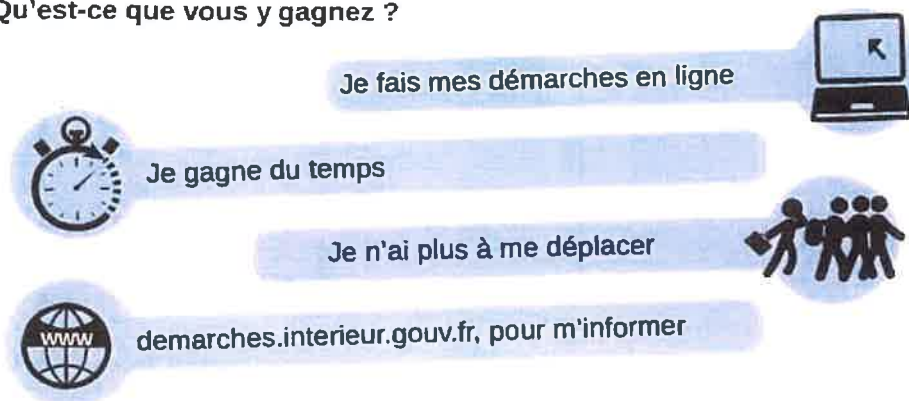 Qu'est-ce que vous y gagnez ?
Je fais mes démarches en ligne
Je gagne du temps
Je n'ai plus à me déplacer
www
demarches.interieur.gouv.fr, pour m'informer